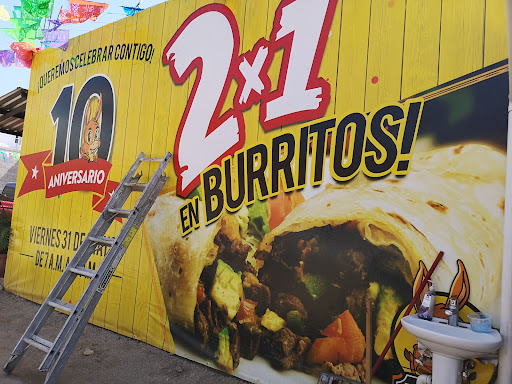 ¡QUEREMOS CELEBRAR CONTIGO!
10
ANIVERSARIO
VIERNES 31 DE
DE 7 A.M. A
2x1
EN BURRITOS!